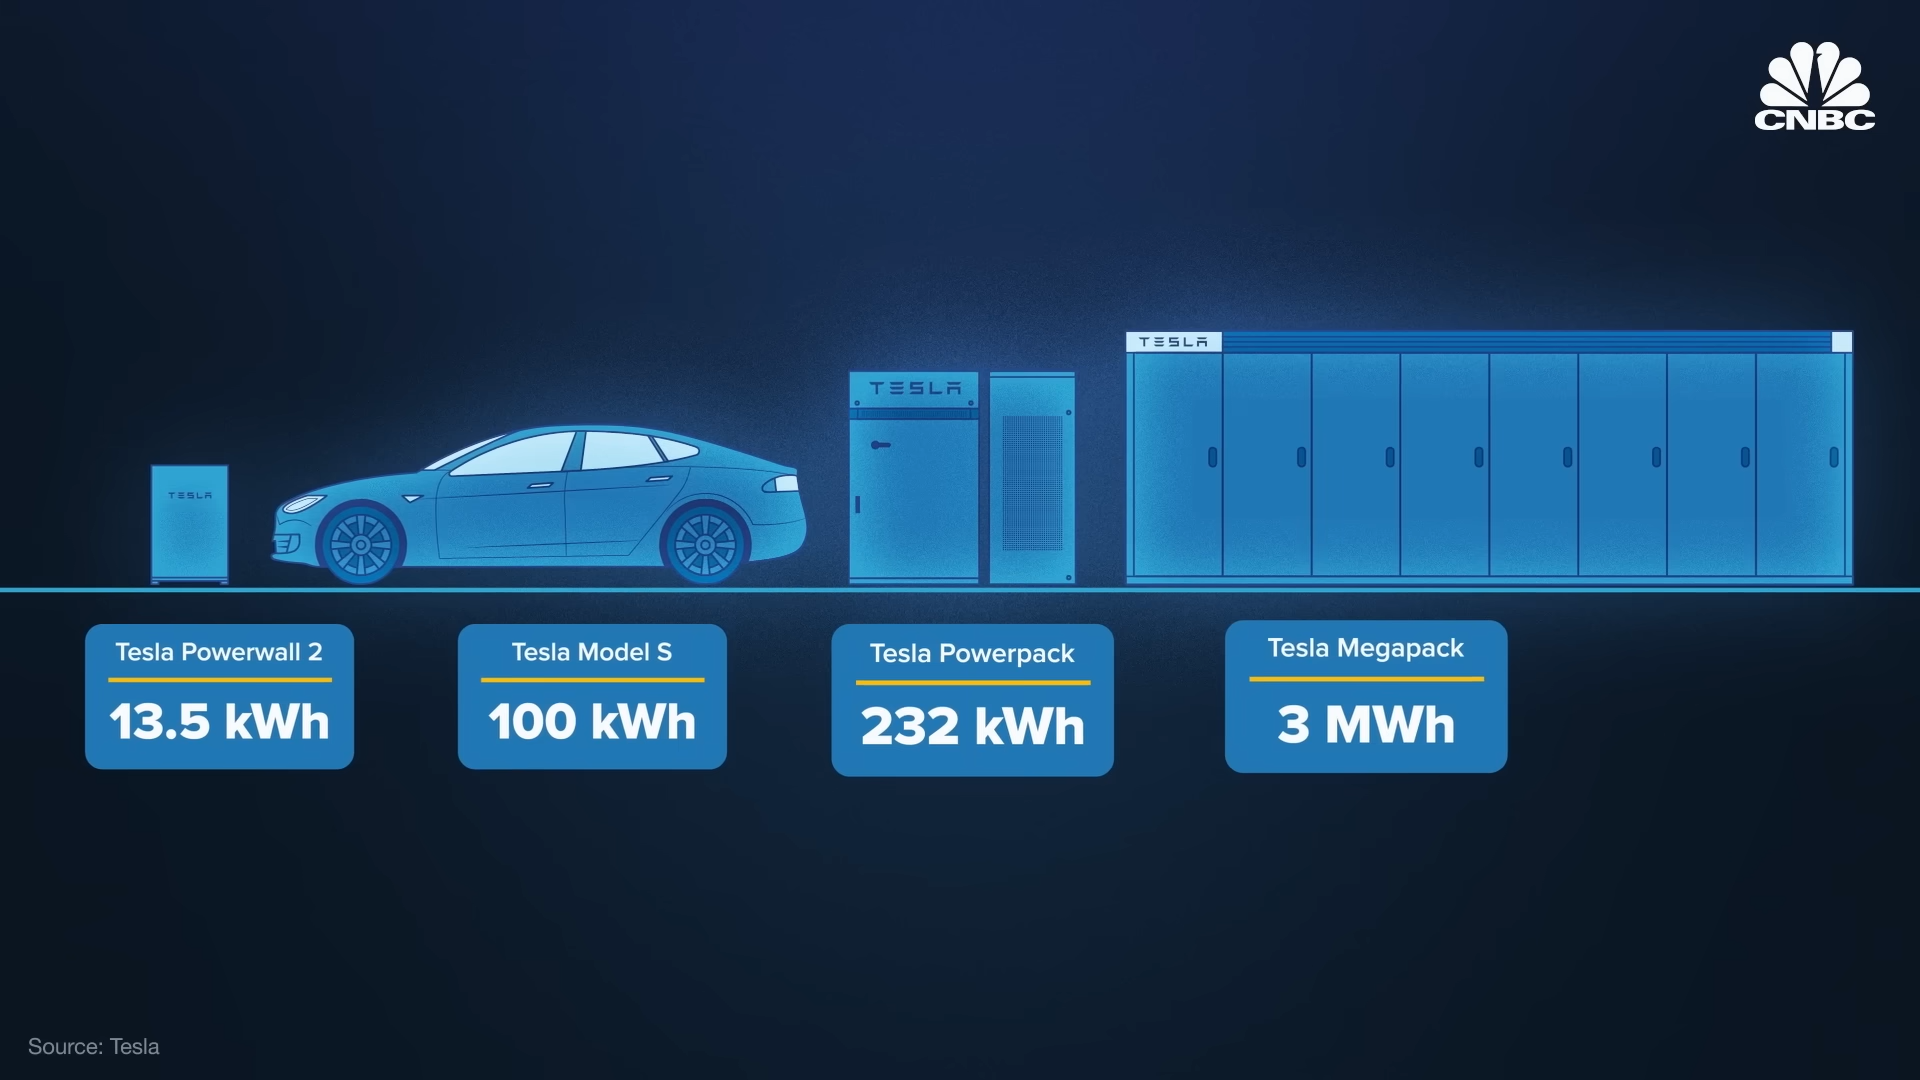 CNBC
TESLA
TESLA
TESLA
Tesla Powerwall 2
13.5 kWh
Tesla Model S
100 kWh
Tesla Powerpack
232 kWh
Tesla Megapack
3 MWh
Source: Tesla